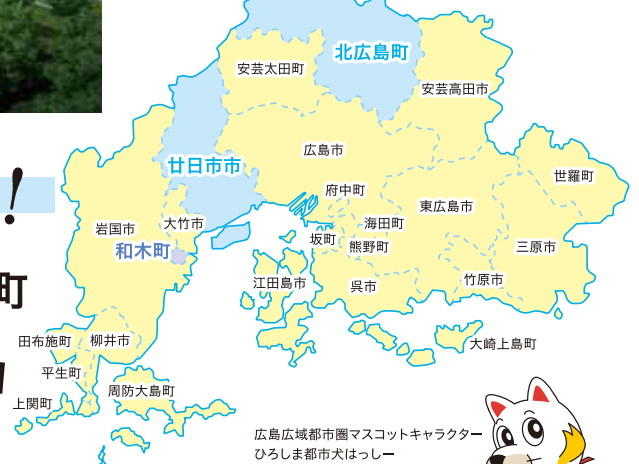 北広島町
安芸太田町
安芸高田市
広島市
廿日市市
世羅町
府中町
東広島市
岩国市
大竹市
海田町
坂町
熊野町
三原市
和木町
江田島市
呉市
竹原市
田布施町
柳井市
大崎上島町
平生町
周防大島町
上関町
!
町
広島広域都市圏マスコットキャラクター
ひろしま都市犬はっしー